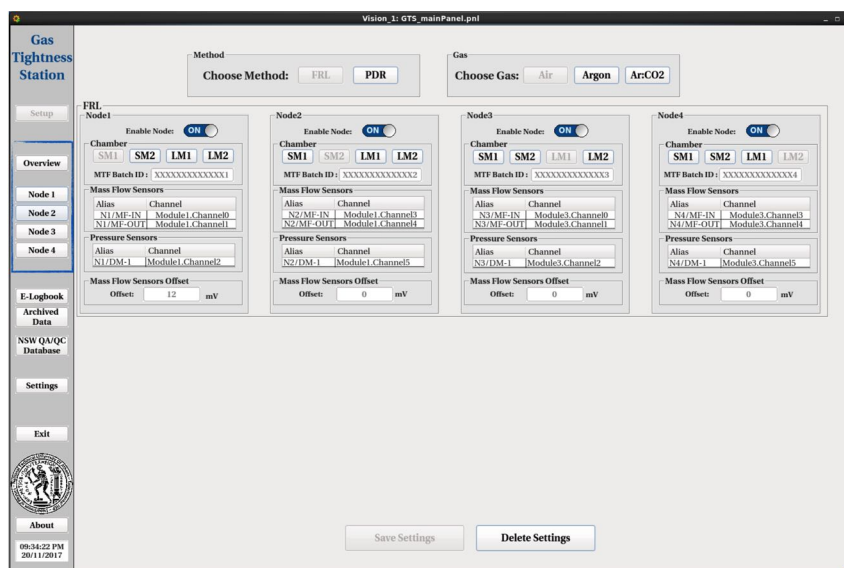 Vision_1: GTS_mainPanel.pnl
Gas
Tightness
Station
Setup
Overview
Node 1
Node 2
Node 3
Node 4
E-Logbook
Archived
Data
NSW QA/QC
Database
Settings
Exit
About
09:34:22 PM
20/11/2017
Method
Choose Method: FRL PDR
Gas
Choose Gas: Air Argon Ar:CO2
FRL
Node1
Enable Node: ON
Chamber
SM1 SM2 LM1 LM2
MTF Batch ID : XXXXXXXXXXXX1
Mass Flow Sensors
Alias Channel
N1/MF-IN Module1.Channel0
N1/MF-OUT Module1.Channel1
Pressure Sensors
Alias Channel
N1/DM-1 Module1.Channel2
Mass Flow Sensors Offset
Offset: 12 mV
Node2
Enable Node: ON
Chamber
SM1 SM2 LM1 LM2
MTF Batch ID : XXXXXXXXXXXX2
Mass Flow Sensors
Alias Channel
N2/MF-IN Module1.Channel3
N2/MF-OUT Module1.Channel4
Pressure Sensors
Alias Channel
N2/DM-1 Module1.Channel5
Mass Flow Sensors Offset
Offset: 0 mV
Node3
Enable Node: ON
Chamber
SM1 SM2 LM1 LM2
MTF Batch ID : XXXXXXXXXXXX3
Mass Flow Sensors
Alias Channel
N3/MF-IN Module3.Channel0
N3/MF-OUT Module3.Channel1
Pressure Sensors
Alias Channel
N3/DM-1 Module3.Channel2
Mass Flow Sensors Offset
Offset: 0 mV
Node4
Enable Node: ON
Chamber
SM1 SM2 LM1 LM2
MTF Batch ID : XXXXXXXXXXXX4
Mass Flow Sensors
Alias Channel
N4/MF-IN Module3.Channel3
N4/MF-OUT Module3.Channel4
Pressure Sensors
Alias Channel
N4/DM-1 Module3.Channel5
Mass Flow Sensors Offset
Offset: 0 mV
Save Settings
Delete Settings